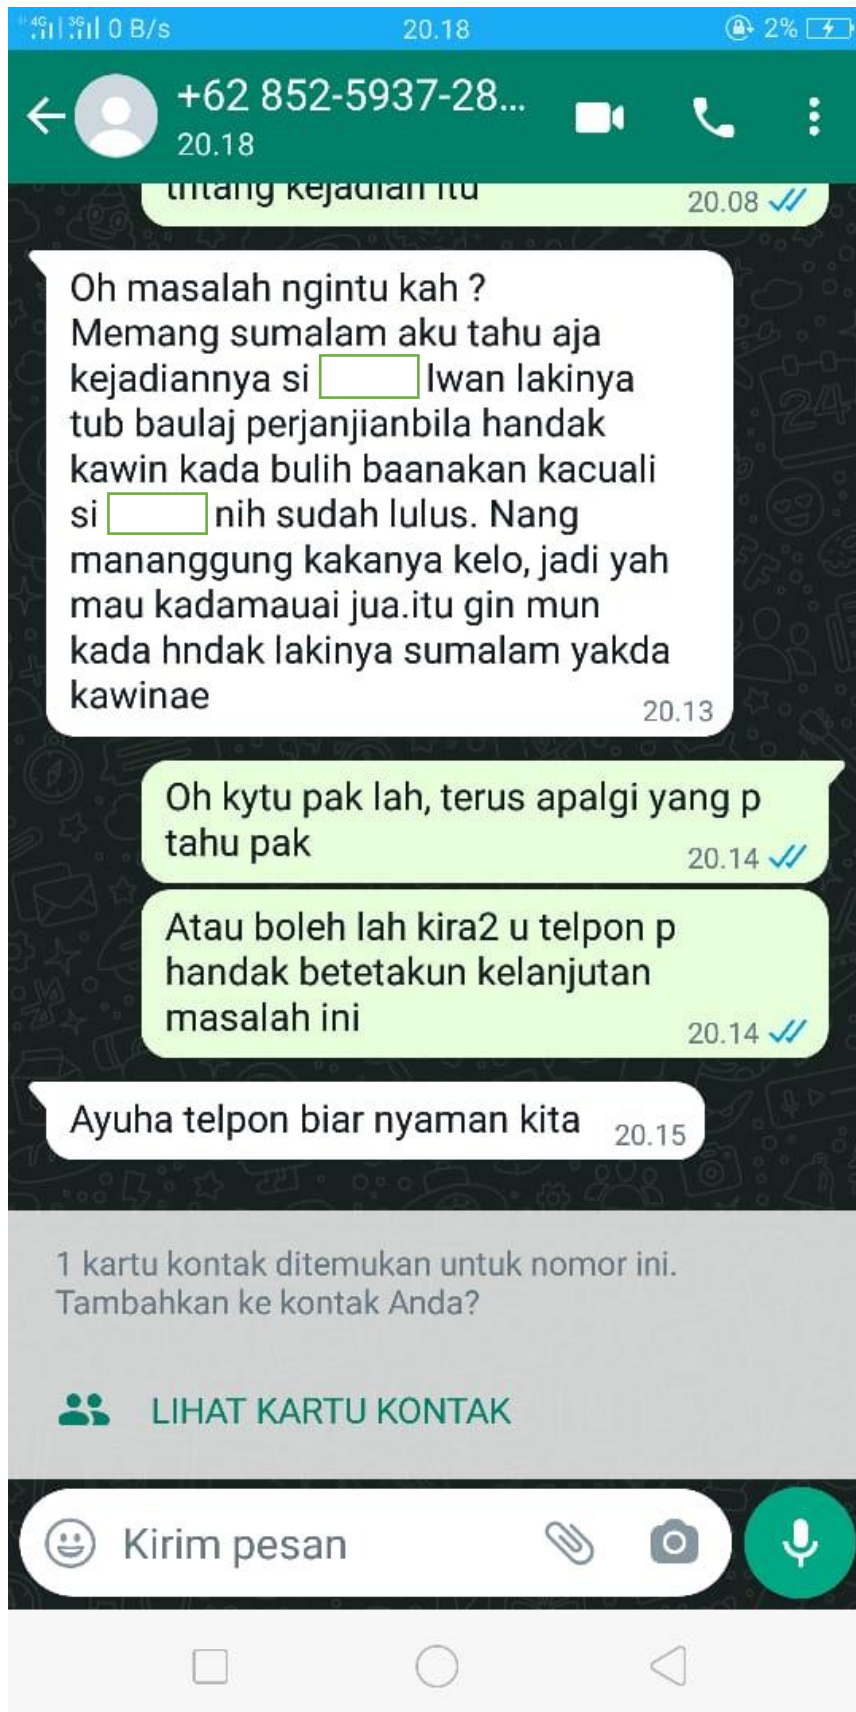 4G 3G 0 B/s 20.18 2%
+62 852-5937-28...
20.18
kejadian itu
20.08
Oh masalah ngintu kah ?
Memang sumalam aku tahu aja
kejadiannya si lwan lakinya
tub baulaj perjanjianbila handak
kawin kada bulih baanakan kacuali
si nih sudah lulus. Nang
mananggung kakanya kelo, jadi yah
mau kadamauai jua.itu gin mun
kada hndak lakinya sumalam yakda
kawinae
20.13
Oh kytu pak lah, terus apalgi yang p
tahu pak
20.14
Atau boleh lah kira2 u telpon p
handak betetakun kelanjutan
masalah ini
20.14
Ayuha telpon biar nyaman kita
20.15
1 kartu kontak ditemukan untuk nomor ini.
Tambahkan ke kontak Anda?
LIHAT KARTU KONTAK
Kirim pesan